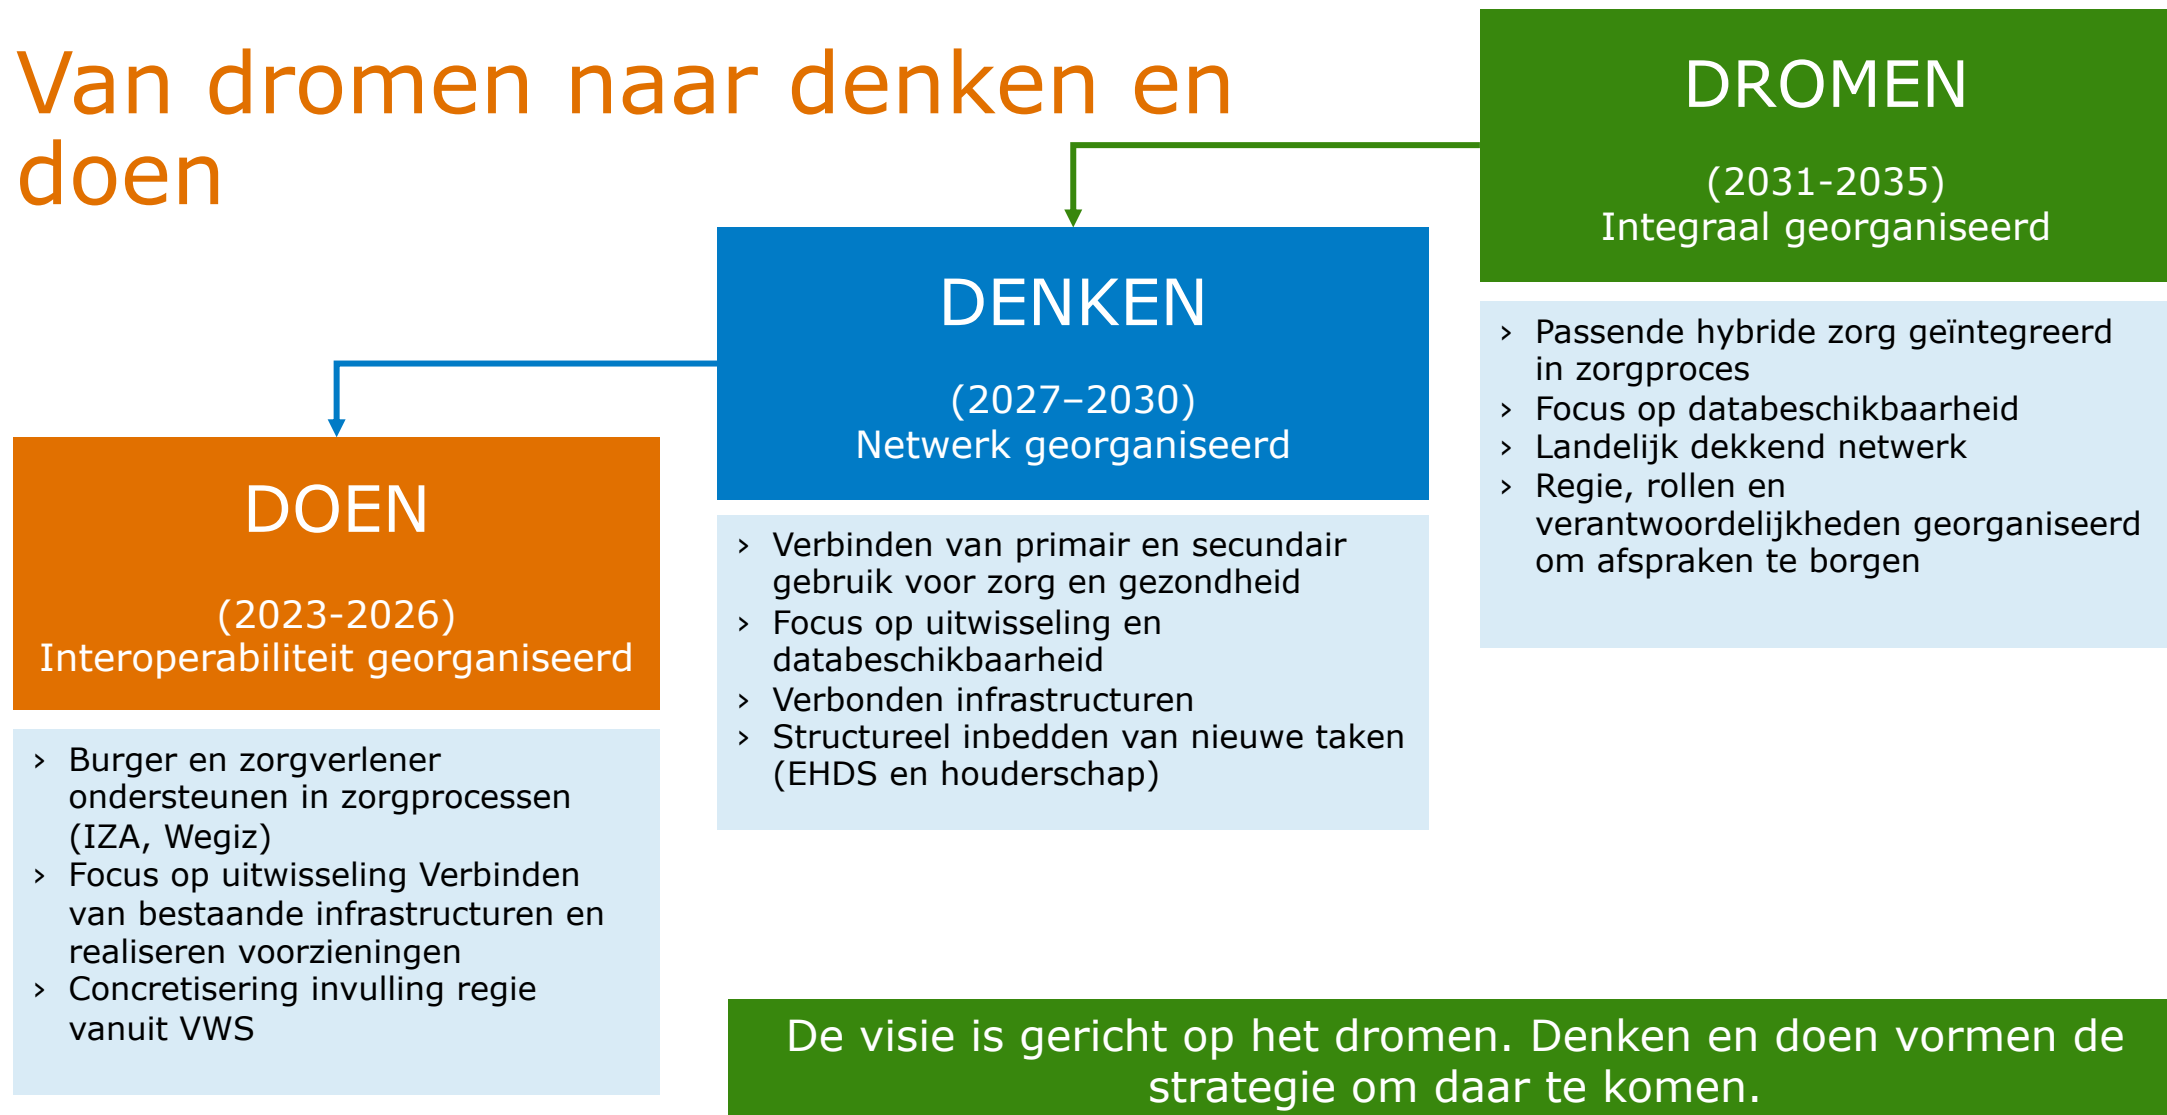 Van dromen naar denken en
doen
DROMEN
(2031-2035)
Integraal georganiseerd
› Passende hybride zorg geïntegreerd
in zorgproces
› Focus op databeschikbaarheid
› Landelijk dekkend netwerk
› Regie, rollen en
verantwoordelijkheden georganiseerd
om afspraken te borgen
DENKEN
(2027–2030)
Netwerk georganiseerd
› Verbinden van primair en secundair
gebruik voor zorg en gezondheid
› Focus op uitwisseling en
databeschikbaarheid
› Verbonden infrastructuren
› Structureel inbedden van nieuwe taken
(EHDS en houderschap)
DOEN
(2023-2026)
Interoperabiliteit georganiseerd
› Burger en zorgverlener
ondersteunen in zorgprocessen
(IZA, Wegiz)
› Focus op uitwisseling Verbinden
van bestaande infrastructuren en
realiseren voorzieningen
› Concretisering invulling regie
vanuit VWS
De visie is gericht op het dromen. Denken en doen vormen de
strategie om daar te komen.